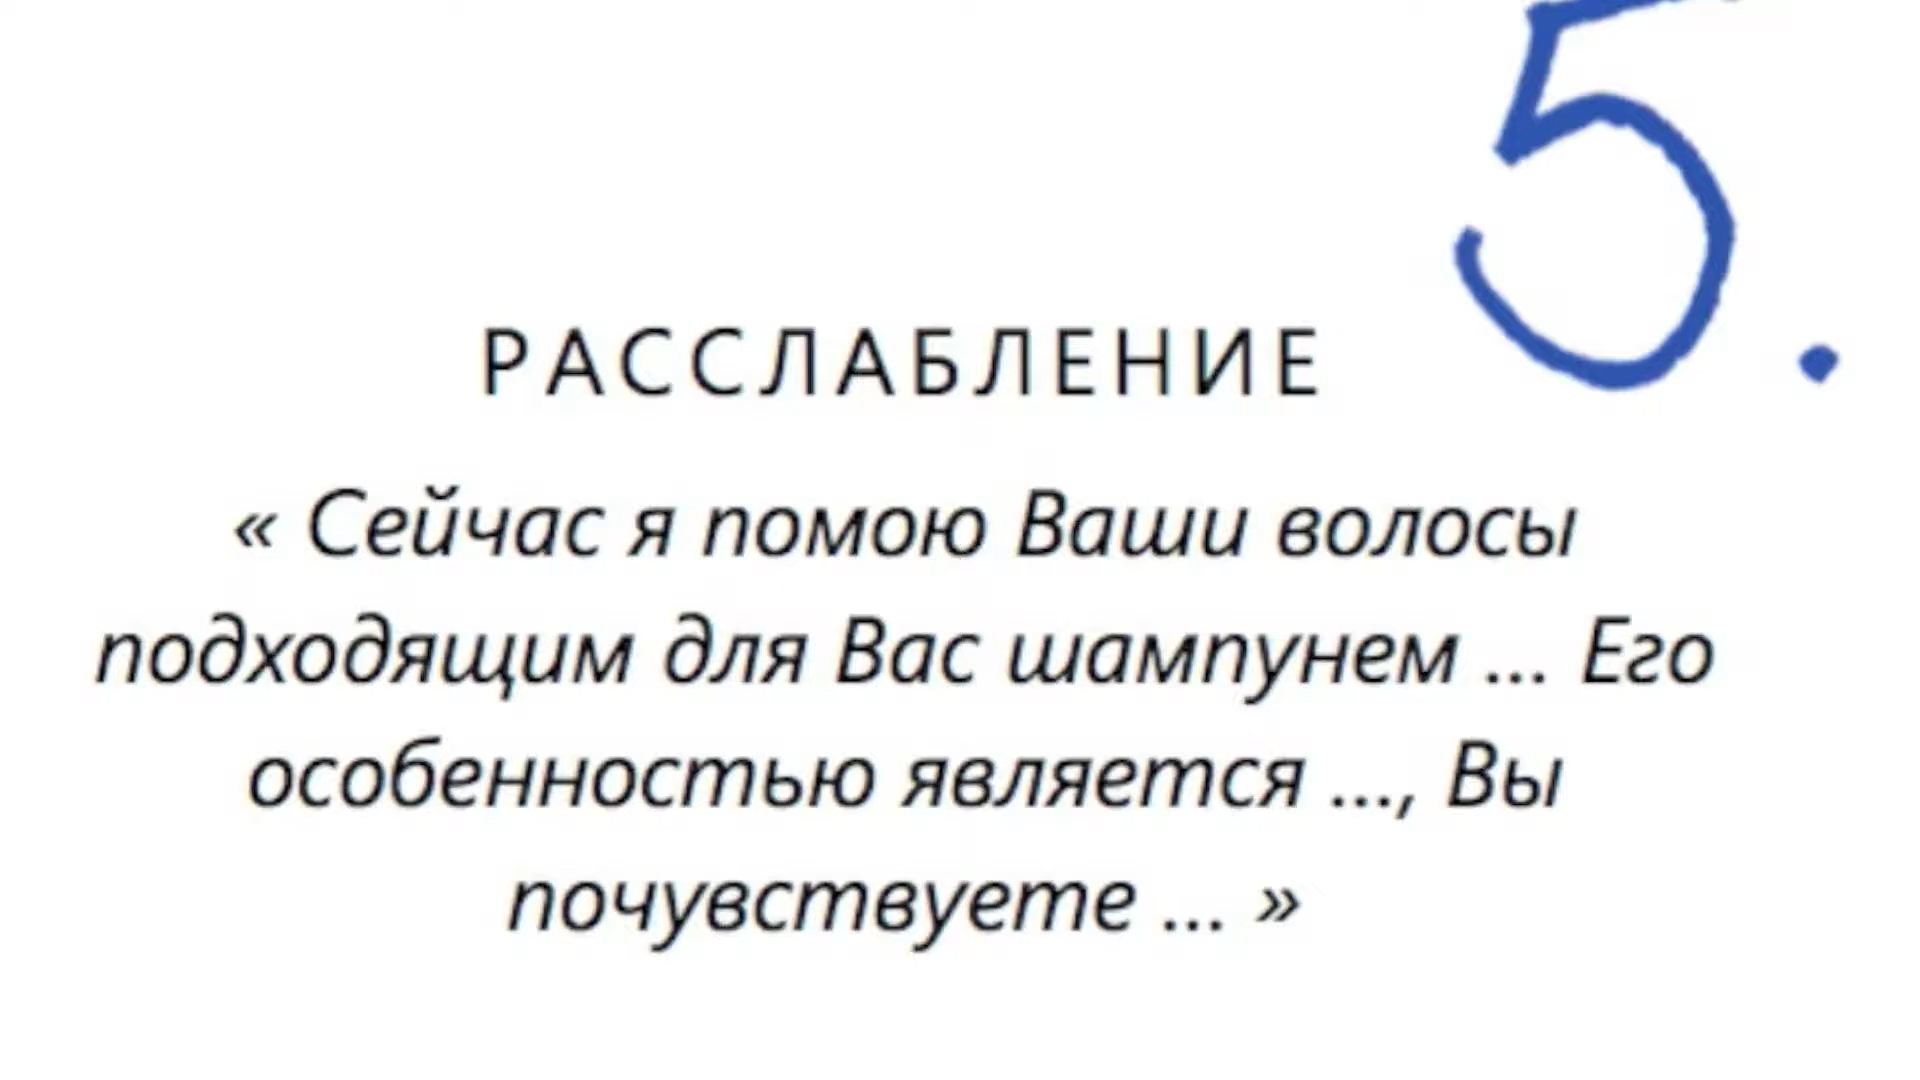 5.
РАССЛАБЛЕНИЕ
« Сейчас я помою Ваши волосы
подходящим для Вас шампунем ... Его
особенностью является ..., Вы
почувствуете ... »